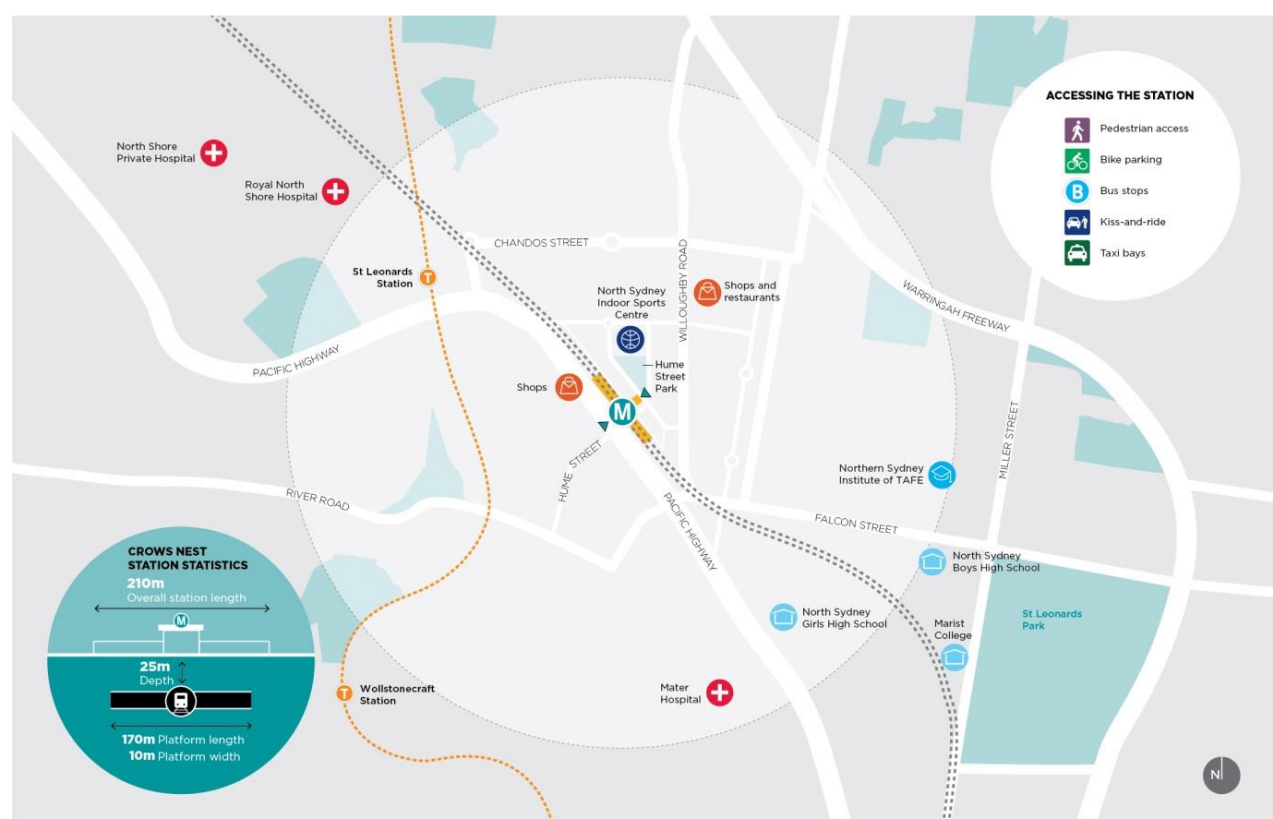 ACCESSING THE STATION
Pedestrian access
Bike parking
B
Bus stops
Kiss-and-ride
Taxi bays
North Shore
Private Hospital
Royal North
Shore Hospital
CHANDOS STREET
WILLOUGHBY ROAD
St Leonards
Station
T
North Sydney
Indoor Sports
Centre
Shops and
restaurants
WARRINGAH FREEWAY
PACIFIC HIGHWAY
Hume
Street
Park
Shops
M
HUME STREET
MILLER STREET
Northern Sydney
Institute of TAFE
RIVER ROAD
PACIFIC HIGHWAY
FALCON STREET
North Sydney
Boys High School
North Sydney
Girls High School
Marist
College
St Leonards
Park
Mater
Hospital
T
Wollstonecraft
Station
CROWS NEST
STATION STATISTICS
210m
Overall station length
M
25m
Depth
170m Platform length
10m Platform width
N